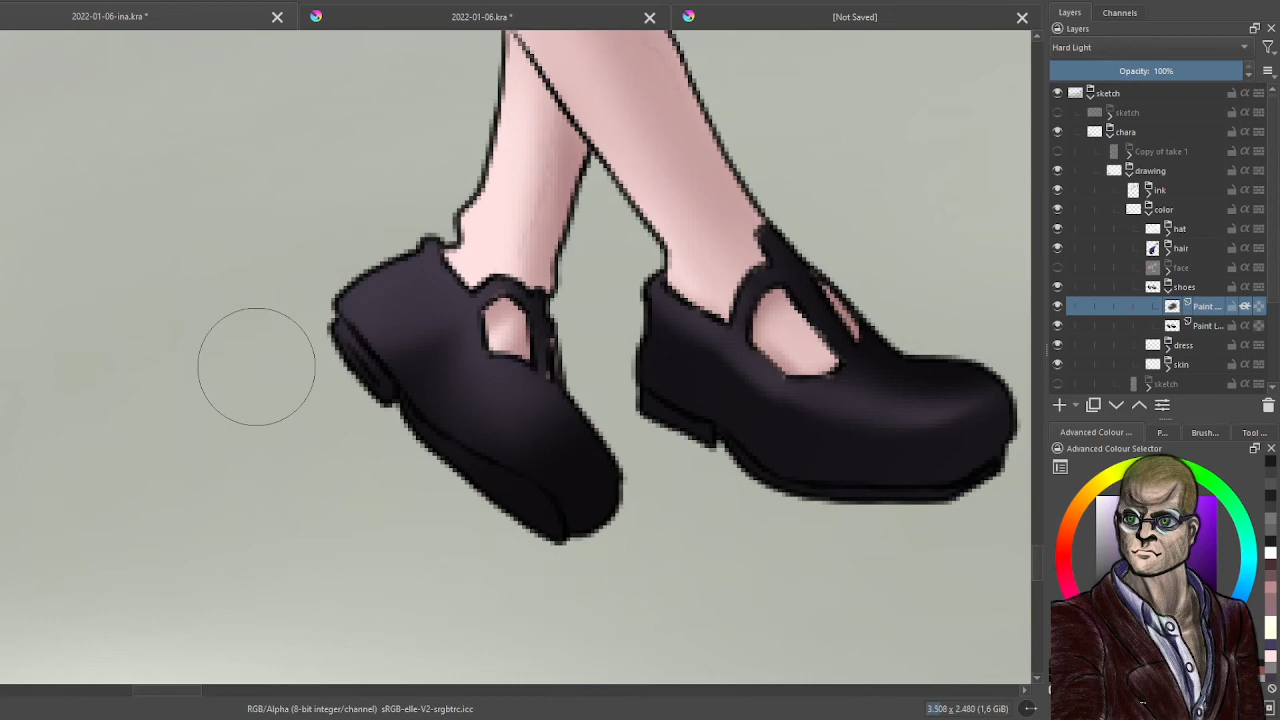 2022-01-06-ina.kra *
2022-01-06.kra *
[Not Saved]
Layers
Channels
Layers
Hard Light
Opacity: 100%
sketch
sketch
chara
Copy of take 1
drawing
ink
color
hat
hair
face
shoes
Paint ...
Paint L...
dress
skin
sketch
Advanced Colour ...
P...
Brush...
Tool ...
Advanced Colour Selector
RGB/Alpha (8-bit integer/channel) sRGB-elle-V2-srgbtrc.icc
3.508 x 2.480 (1,6 GiB)